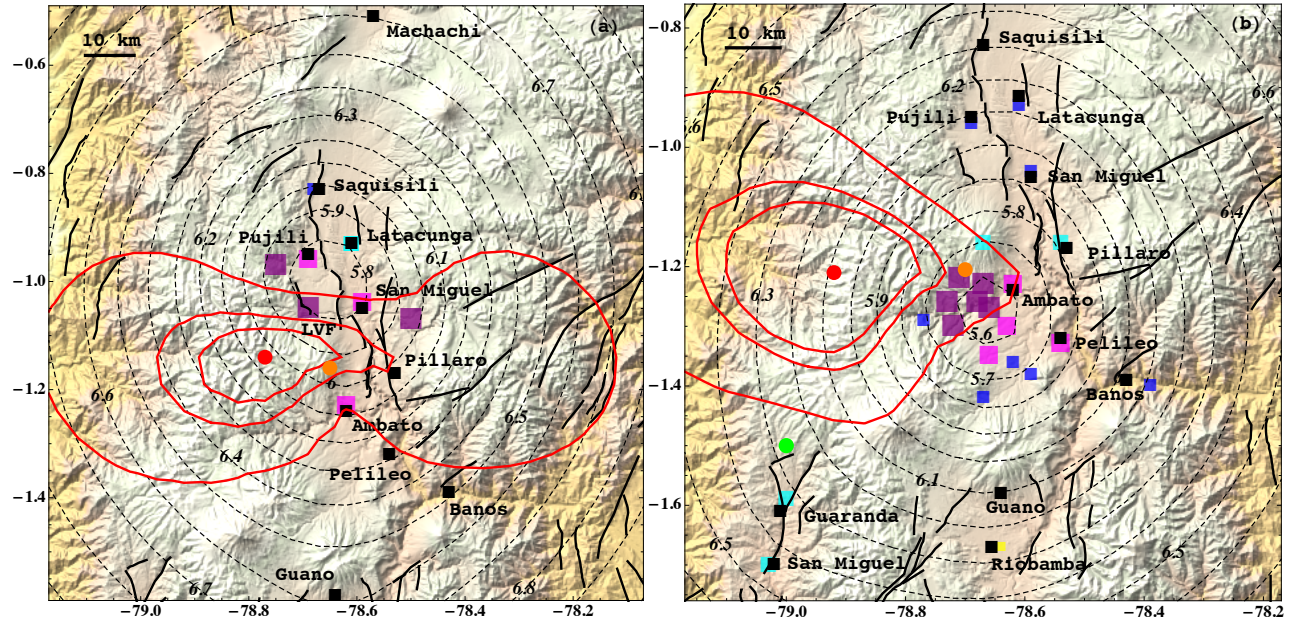 (a)
10 km
Machachi
6.7
6.3
Saquisili
5.9
Pujili
Latacunga
6.2
5.8
6.1
San Miguel
LVF
Pillaro
6
6.6
Ambato
6.5
6.4
Pelileo
Banos
Guano
6.7
6.8
−0.6
−0.8
−1.0
−1.2
−1.4
−79.0
−78.8
−78.6
−78.4
−78.2
(b)
10 km
Saquisili
6.5
6.2
6.6
Pujili
Latacunga
San Miguel
6.4
5.8
Pillaro
6.3
5.9
Ambato
5.6
Pelileo
5.7
Banos
6.1
Guano
Guaranda
6.5
San Miguel
Riobamba
6.5
−0.8
−1.0
−1.2
−1.4
−1.6
−79.0
−78.8
−78.6
−78.4
−78.2